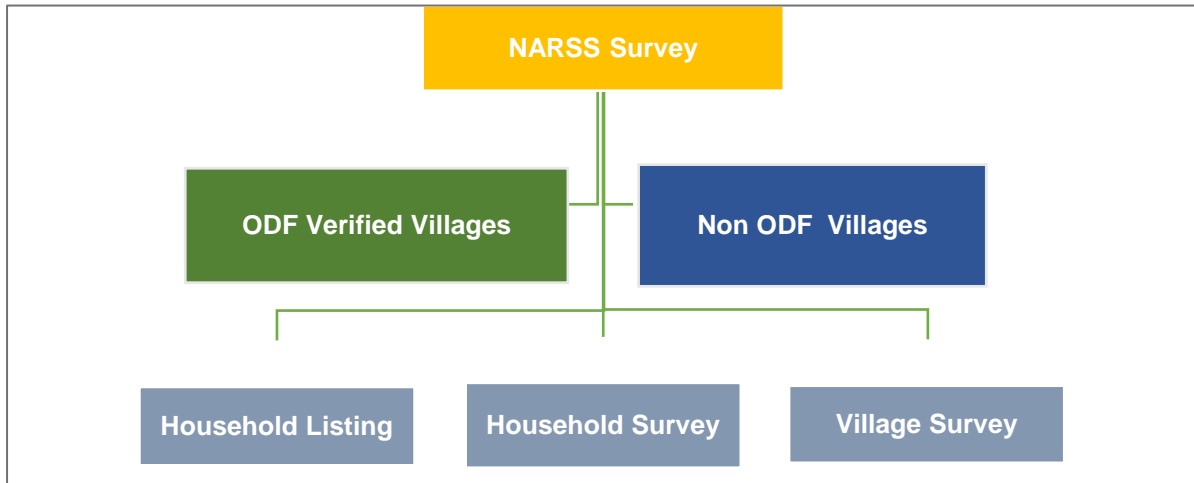 NARSS Survey
ODF Verified Villages
Non ODF Villages
Household Listing
Household Survey
Village Survey